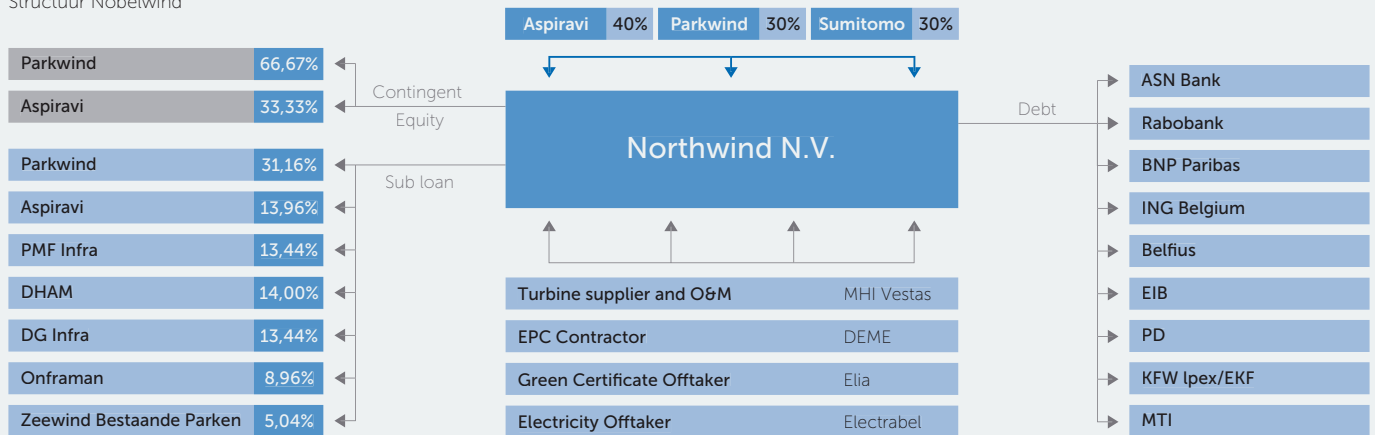 Structuur Nobelwind
Aspiravi 40% Parkwind 30% Sumitomo 30%
Parkwind 66,67%
Aspiravi 33,33%
Contingent
Equity
Parkwind 31,16%
Aspiravi 13,96%
PMF Infra 13,44%
DHAM 14,00%
DG Infra 13,44%
Onframan 8,96%
Zeewind Bestaande Parken 5,04%
Sub loan
Northwind N.V.
Turbine supplier and O&M MHI Vestas
EPC Contractor DEME
Green Certificate Offtaker Elia
Electricity Offtaker Electrabel
Debt
ASN Bank
Rabobank
BNP Paribas
ING Belgium
Belfius
EIB
PD
KFW lpex/EKF
MTI